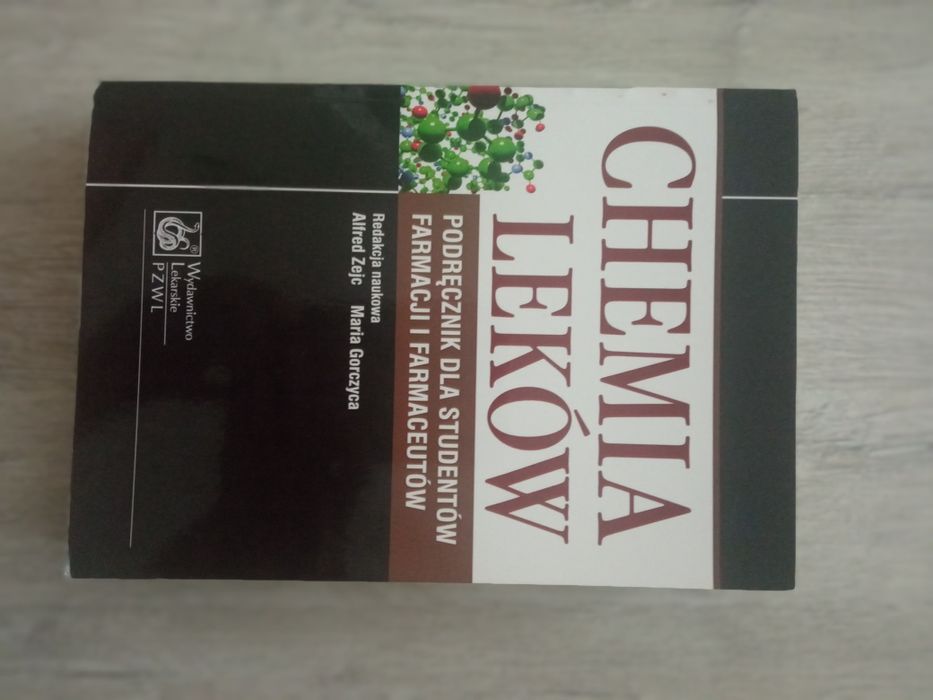 CHEMIA
LEKÓW
PODRĘCZNIK DLA STUDENTÓW
FARMACJI I FARMACEUTÓW
Redakcja naukowa
Alfred Zejc Maria Gorczyca
®
Wydawnictwo
Lekarskie
PZWL